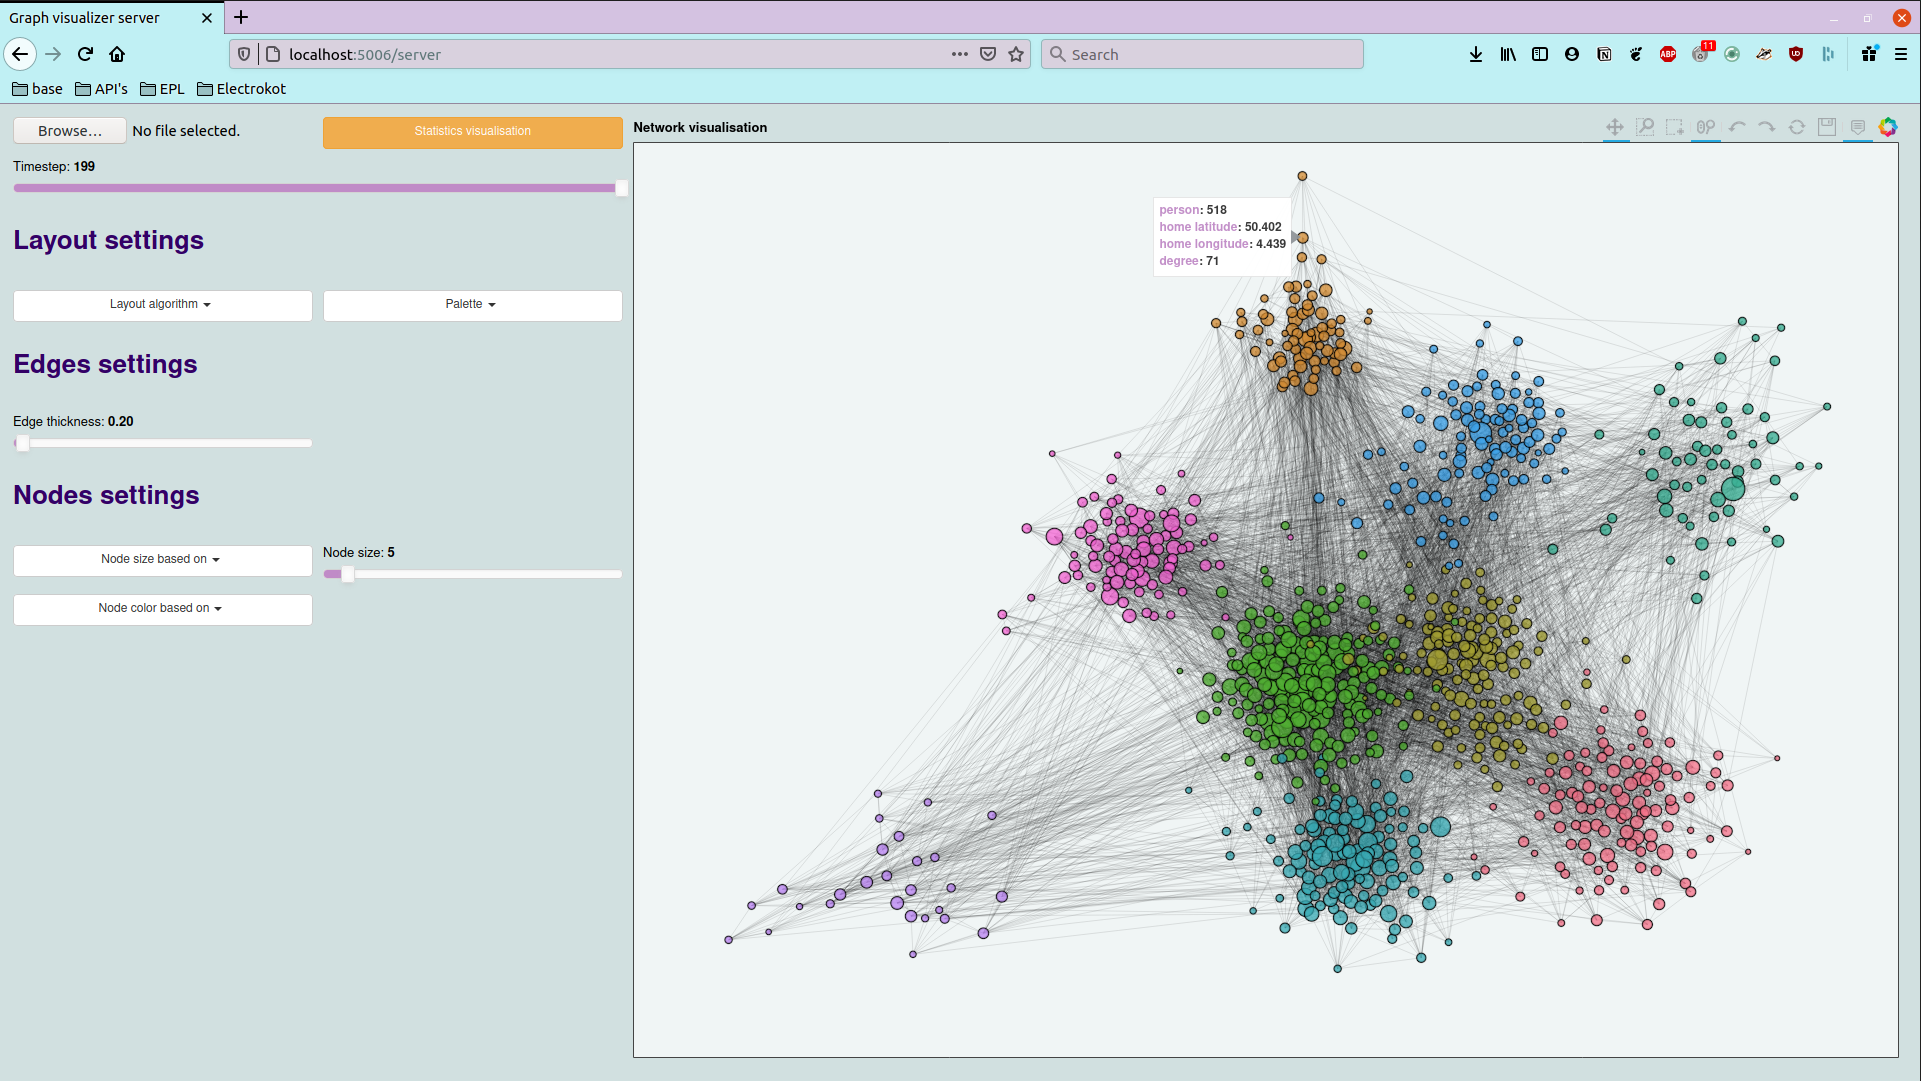 Graph visualizer server
localhost:5006/server
Search
ABP
11
base
API's
EPL
Electrokot
Browse...
No file selected.
Statistics visualisation
Timestep: 199
Layout settings
Layout algorithm
Palette
Edges settings
Edge thickness: 0.20
Nodes settings
Node size based on
Node size: 5
Node color based on
Network visualisation
person: 518
home latitude: 50.402
home longitude: 4.439
degree: 71